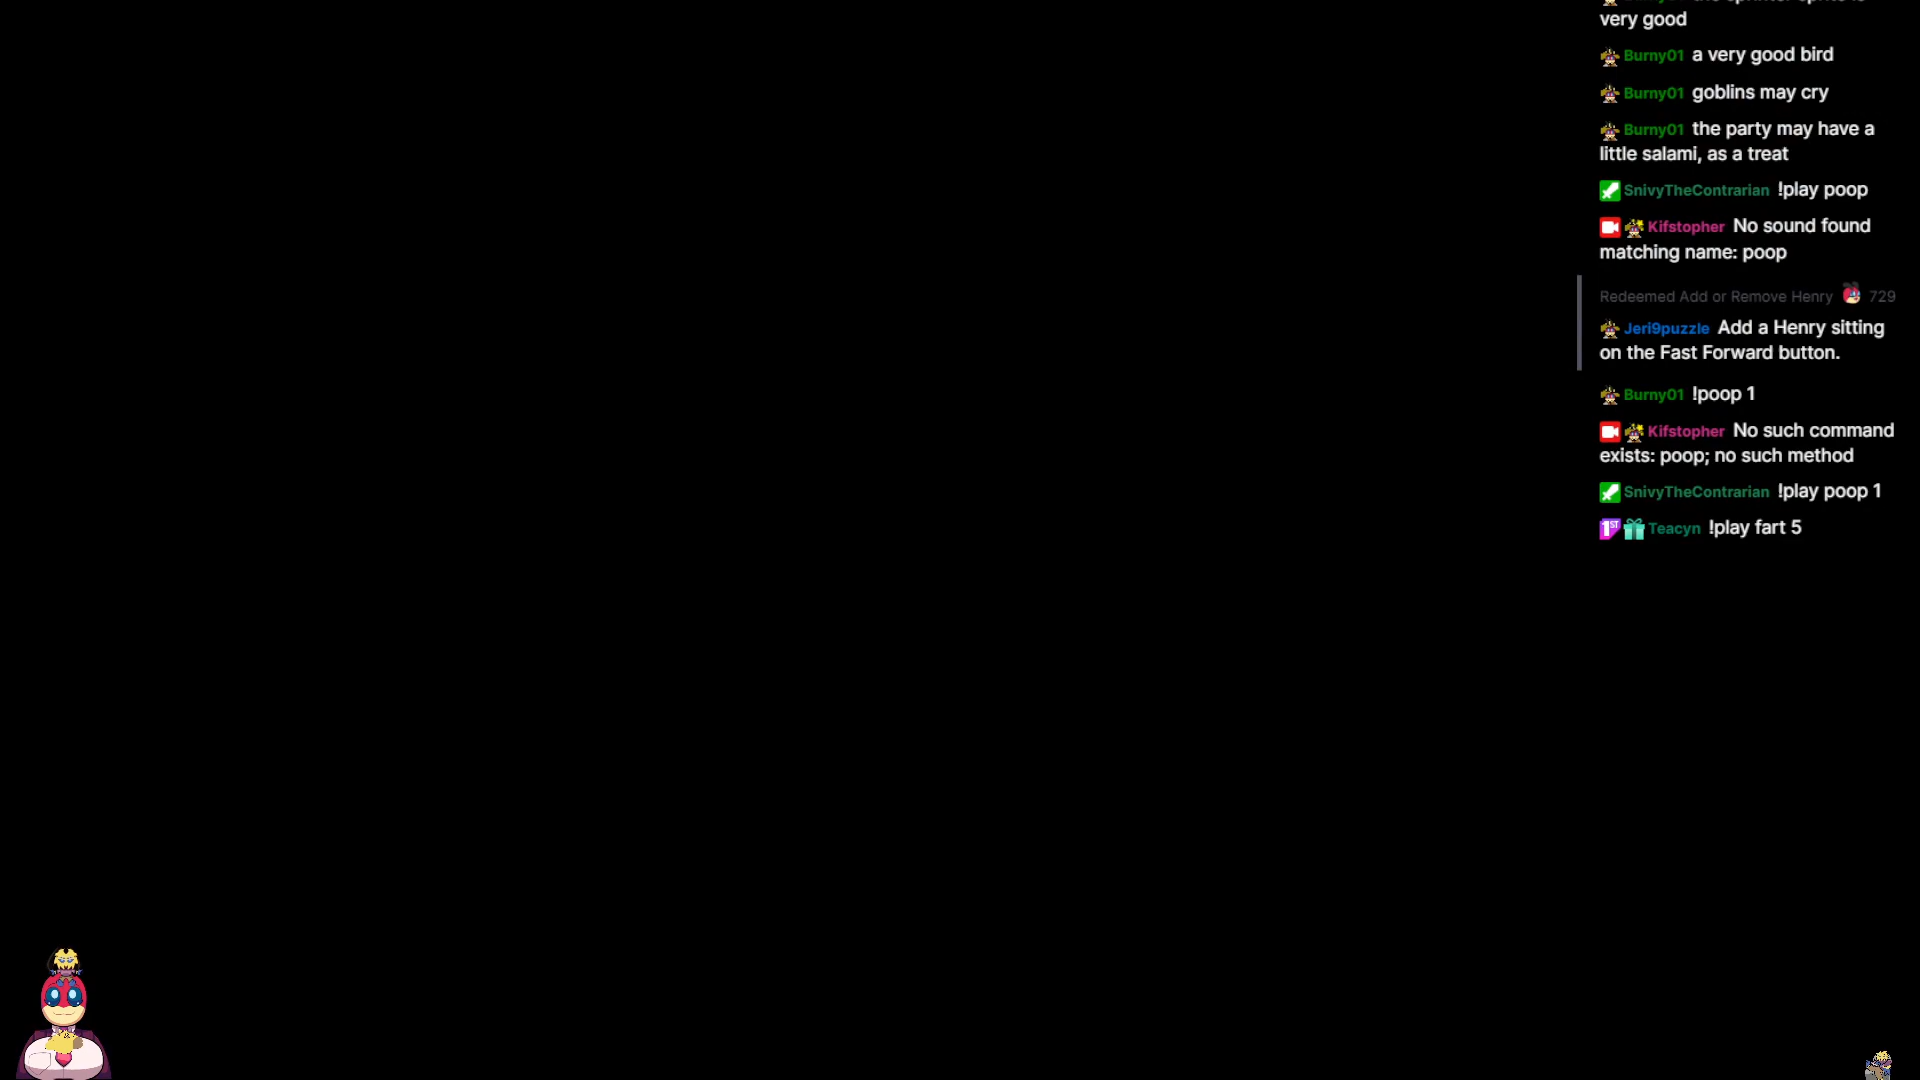 very good
Burny01 a very good bird
Burny01 goblins may cry
Burny01 the party may have a
little salami, as a treat
SnivyTheContrarian !play poop
Kifstopher No sound found
matching name: poop
Redeemed Add or Remove Henry 729
Jeri9puzzle Add a Henry sitting
on the Fast Forward button.
Burny01 !poop 1
Kifstopher No such command
exists: poop; no such method
SnivyTheContrarian !play poop 1
1ST Teacyn !play fart 5